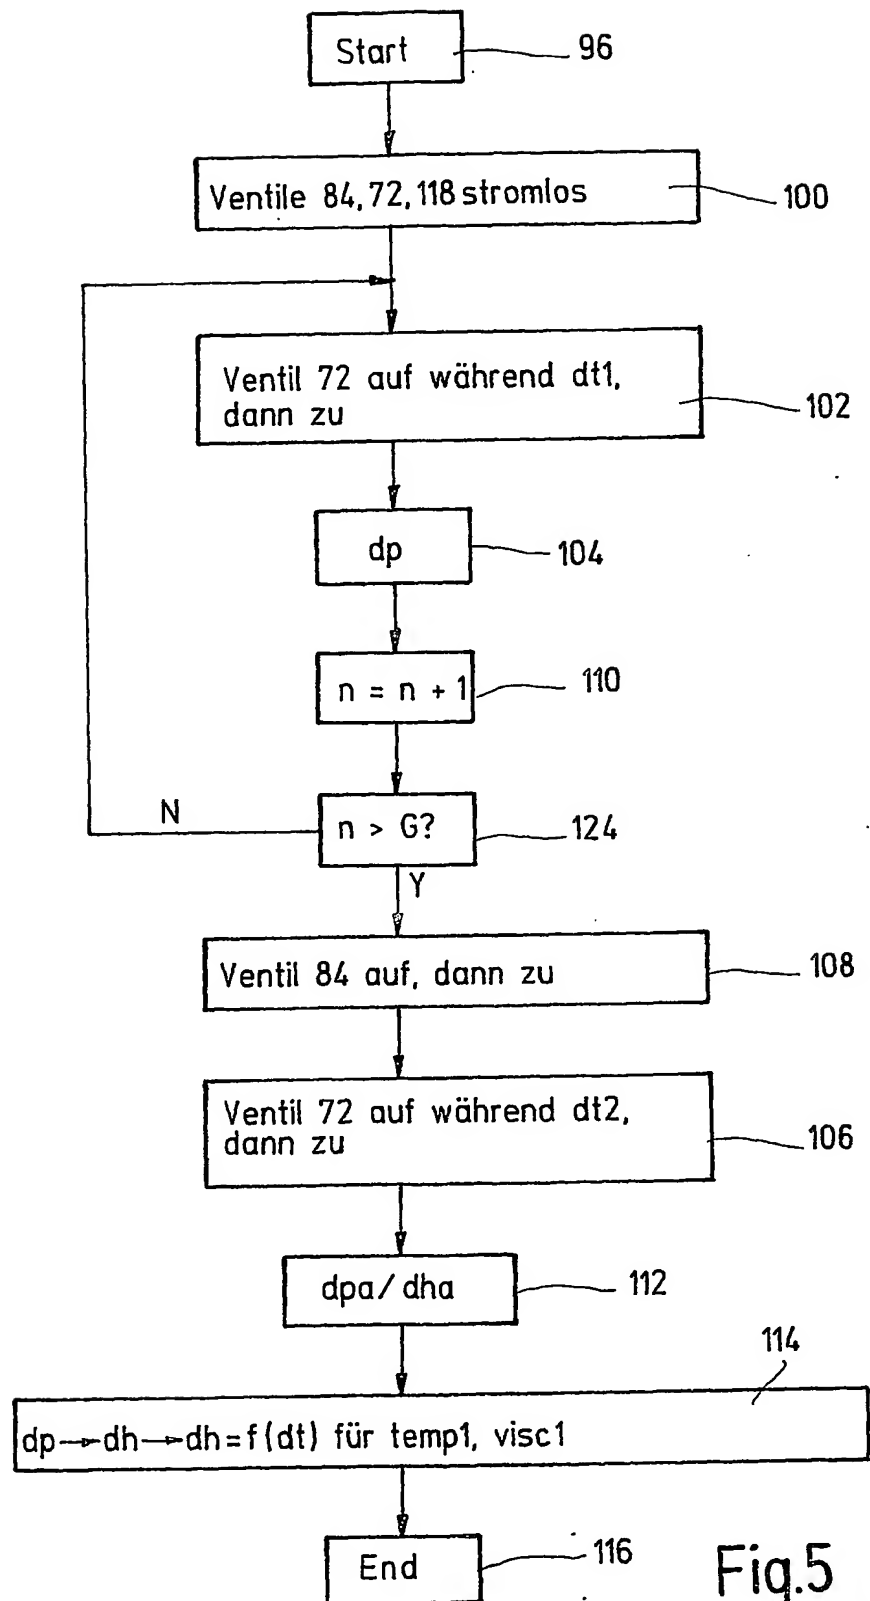 Start
96
Ventile 84, 72, 118 stromlos
100
Ventil 72 auf während dt1,
dann zu
102
dp
104
n = n + 1
110
n > G?
124
N
Y
Ventil 84 auf, dann zu
108
Ventil 72 auf während dt2,
dann zu
106
dpa/dha
112
114
dp→dh→dh=f(dt) für temp1, visc1
End
116
Fig.5